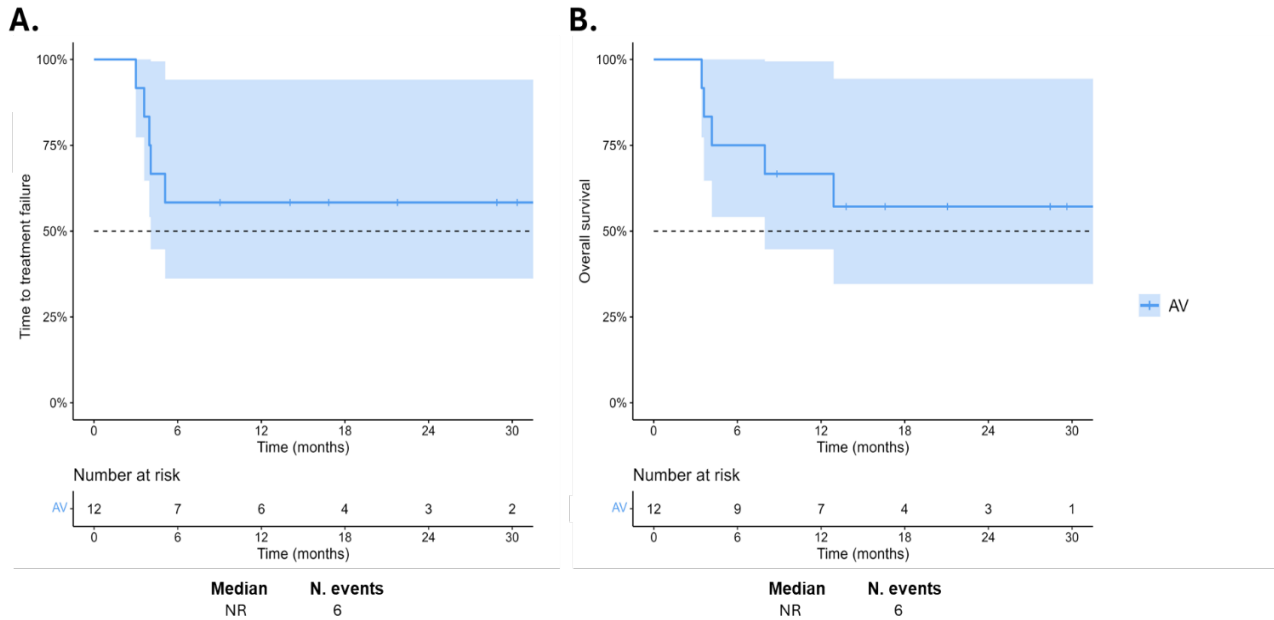 A.
Time to treatment failure
100%
75%
50%
25%
0%
0 6 12 18 24 30
Time (months)
Number at risk
AV 12 7 6 4 3 2
0 6 12 18 24 30
Time (months)
Median N. events
NR 6
B.
Overall survival
100%
75%
50%
25%
0%
0 6 12 18 24 30
Time (months)
Number at risk
AV 12 9 7 4 3 1
0 6 12 18 24 30
Time (months)
Median N. events
NR 6
AV